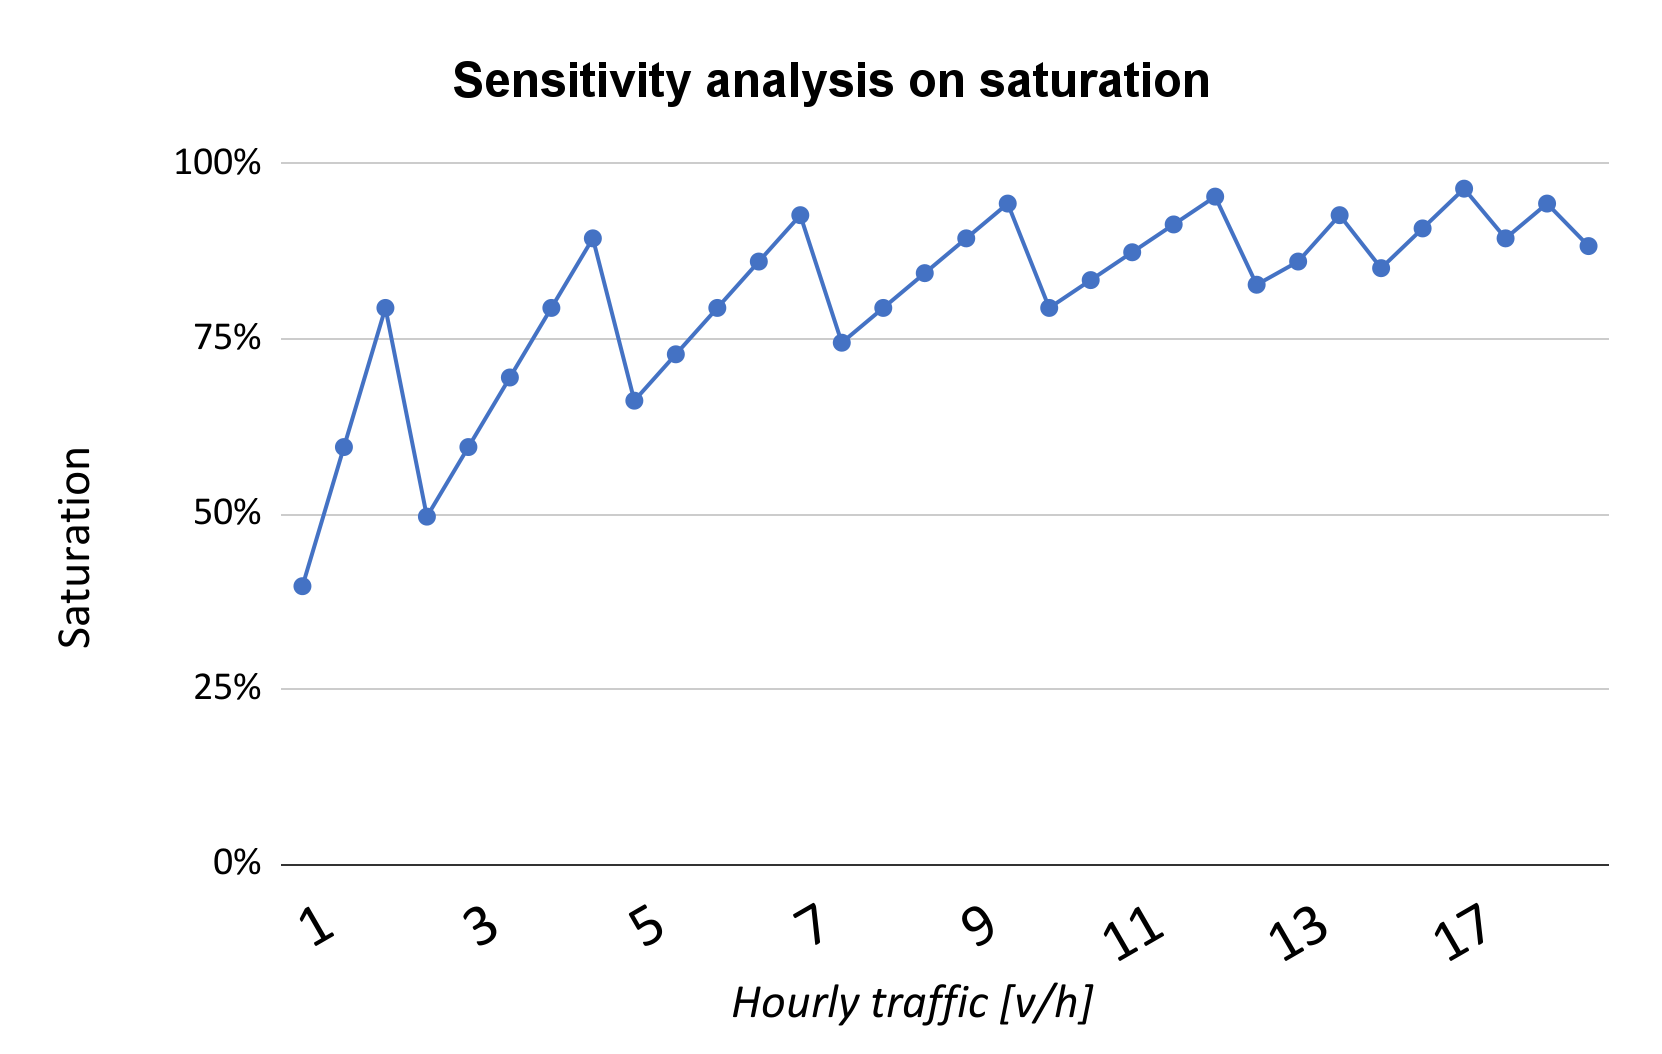 Sensitivity analysis on saturation
100%
75%
50%
25%
0%
Saturation
1 3 5 7 9 11 13 17
Hourly traffic [v/h]